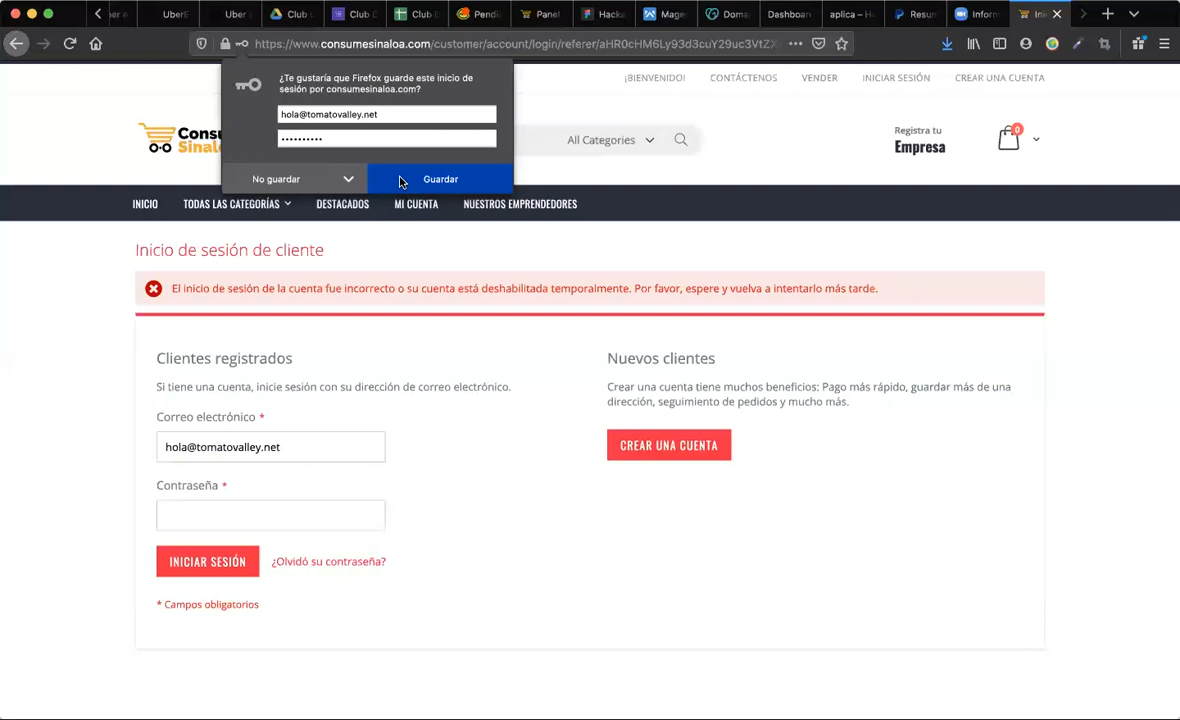 er a
UberE
Uber
Club
Club
Club
Pendi
Panel
Hacka
Mage
Doma
Dashboar
aplica – H
Resum
Inform
Ini
https://www.consumesinaloa.com/customer/account/login/referer/
¿Te gustaría que Firefox guarde este inicio de
sesión por consumesinaloa.com?
hola@tomatovalley.net
••••••••••
No guardar
Guardar
¡BIENVENIDO!
CONTÁCTENOS
VENDER
INICIAR SESIÓN
CREAR UNA CUENTA
Consu
Sinalo
All Categories
Registra tu
Empresa
0
INICIO
TODAS LAS CATEGORÍAS
DESTACADOS
MI CUENTA
NUESTROS EMPRENDEDORES
Inicio de sesión de cliente
El inicio de sesión de la cuenta fue incorrecto o su cuenta está deshabilitada temporalmente. Por favor, espere y vuelva a intentarlo más tarde.
Clientes registrados
Si tiene una cuenta, inicie sesión con su dirección de correo electrónico.
Correo electrónico *
hola@tomatovalley.net
Contraseña *
INICIAR SESIÓN
¿Olvidó su contraseña?
* Campos obligatorios
Nuevos clientes
Crear una cuenta tiene muchos beneficios: Pago más rápido, guardar más de una
dirección, seguimiento de pedidos y mucho más.
CREAR UNA CUENTA